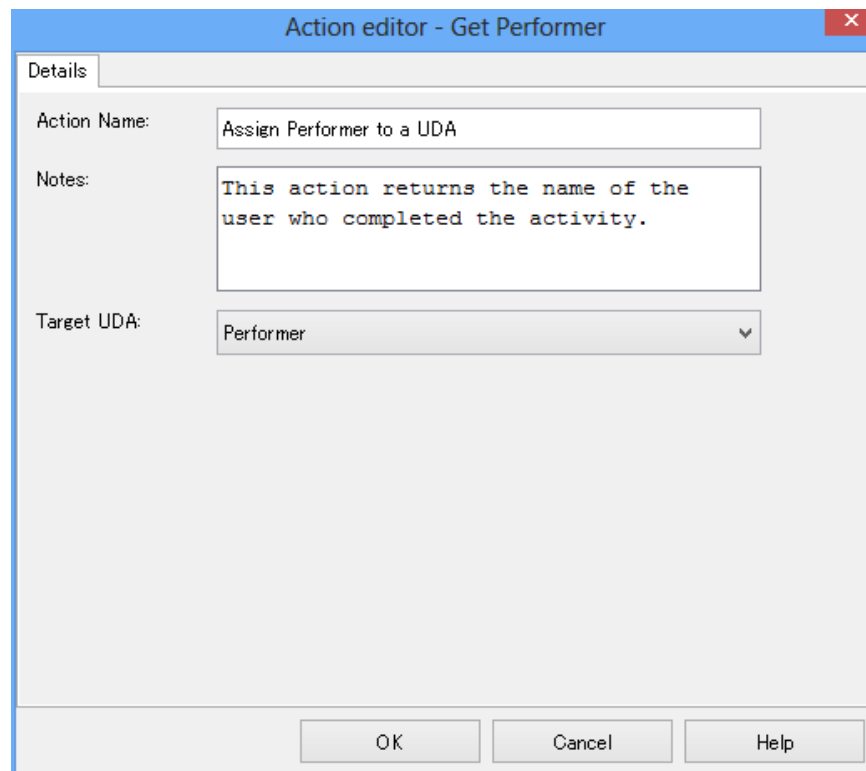 Action editor - Get Performer
Details
Action Name:
Assign Performer to a UDA
Notes:
This action returns the name of the
user who completed the activity.
Target UDA:
Performer
OK
Cancel
Help